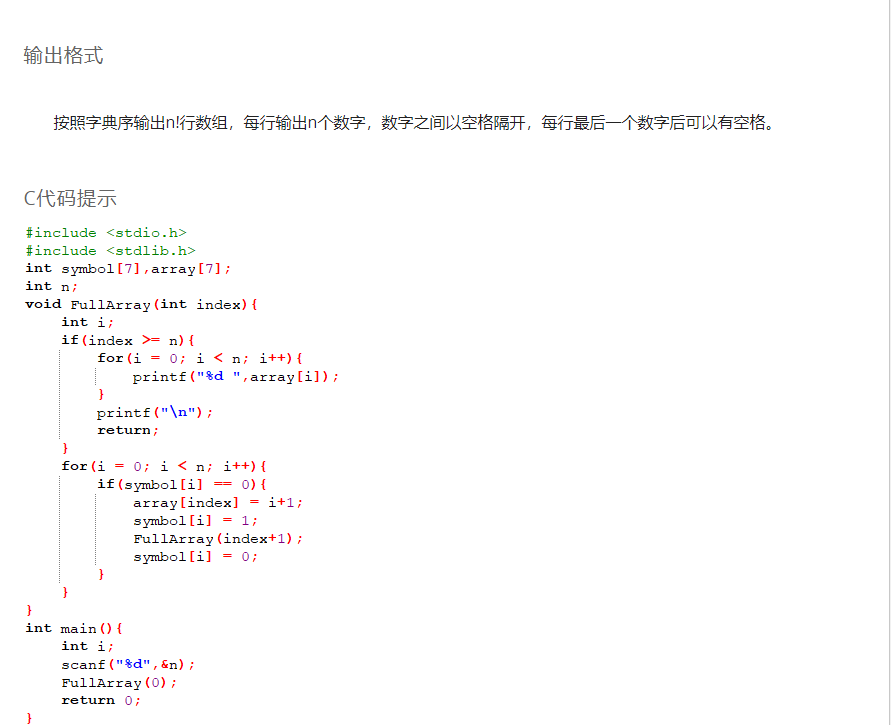 输出格式
按照字典序输出n!行数组，每行输出n个数字，数字之间以空格隔开，每行最后一个数字后可以有空格。
C代码提示
#include <stdio.h>
#include <stdlib.h>
int symbol[7],array[7];
int n;
void FullArray(int index){
    int i;
    if(index >= n){
        for(i = 0; i < n; i++){
            printf("%d ",array[i]);
        }
        printf("\n");
        return;
    }
    for(i = 0; i < n; i++){
        if(symbol[i] == 0){
            array[index] = i+1;
            symbol[i] = 1;
            FullArray(index+1);
            symbol[i] = 0;
        }
    }
}
int main(){
    int i;
    scanf("%d",&n);
    FullArray(0);
    return 0;
}